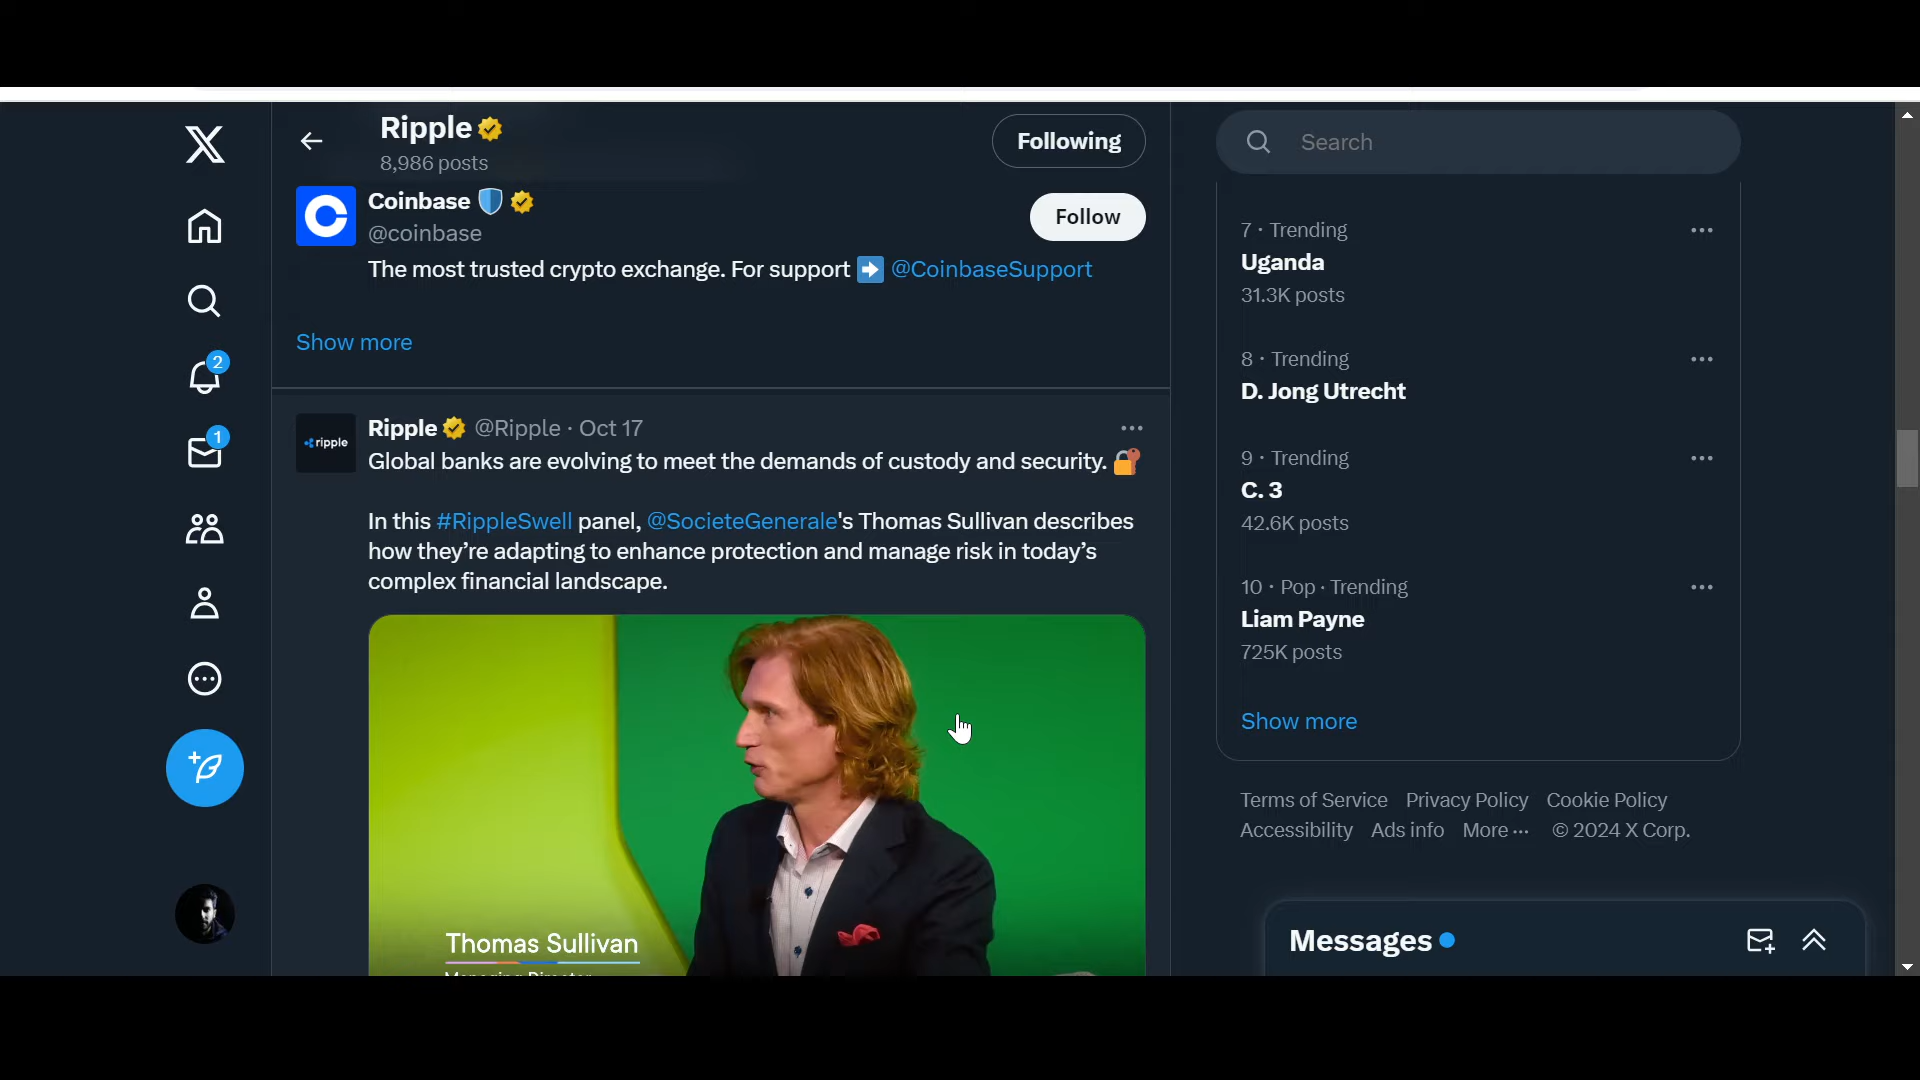 Ripple
8,986 posts
Following
Coinbase
@coinbase
Follow
The most trusted crypto exchange. For support ➡️ @CoinbaseSupport
Show more
ripple
Ripple @Ripple · Oct 17
Global banks are evolving to meet the demands of custody and security. 🔐
In this #RippleSwell panel, @SocieteGenerale's Thomas Sullivan describes
how they’re adapting to enhance protection and manage risk in today’s
complex financial landscape.
Thomas Sullivan
Managing Director
2
1
Search
7 · Trending
Uganda
31.3K posts
8 · Trending
D. Jong Utrecht
9 · Trending
C. 3
42.6K posts
10 · Pop · Trending
Liam Payne
725K posts
Show more
Terms of Service Privacy Policy Cookie Policy
Accessibility Ads info More ··· © 2024 X Corp.
Messages